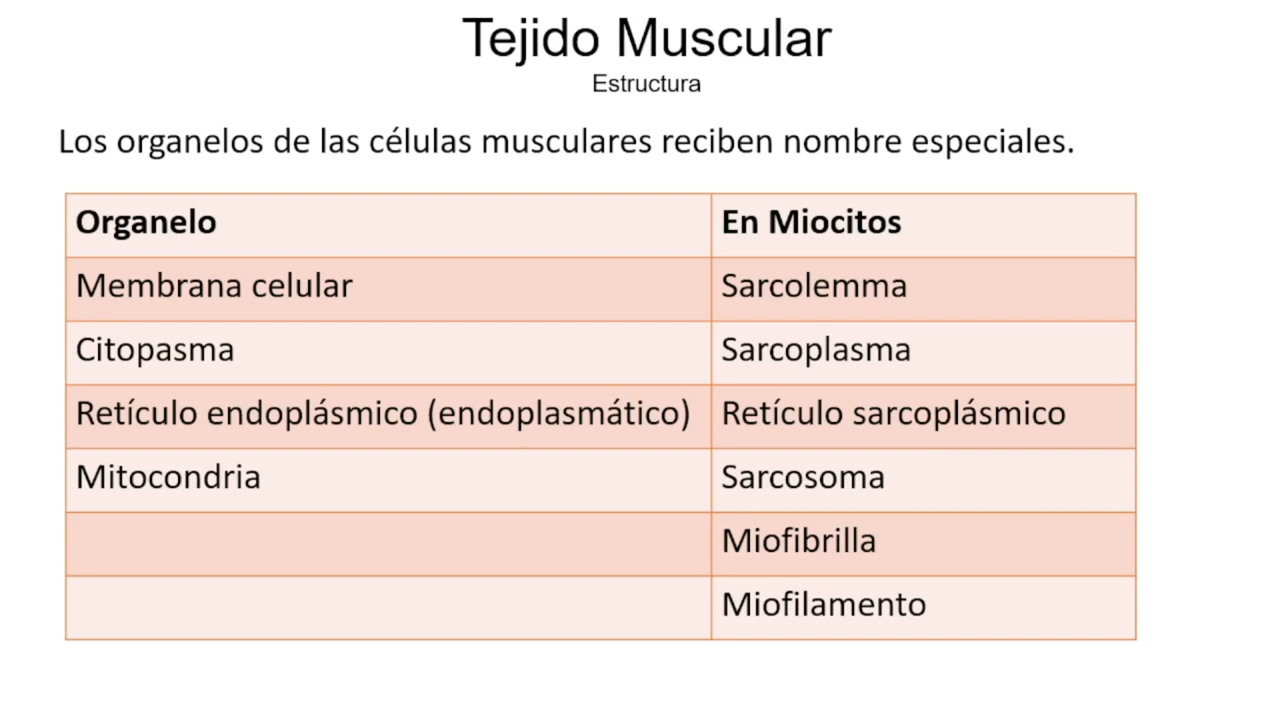 Tejido Muscular
Estructura
Los organelos de las células musculares reciben nombre especiales.
Organelo En Miocitos
Membrana celular Sarcolemma
Citopasma Sarcoplasma
Retículo endoplásmico (endoplasmático) Retículo sarcoplásmico
Mitocondria Sarcosoma
Miofibrilla
Miofilamento